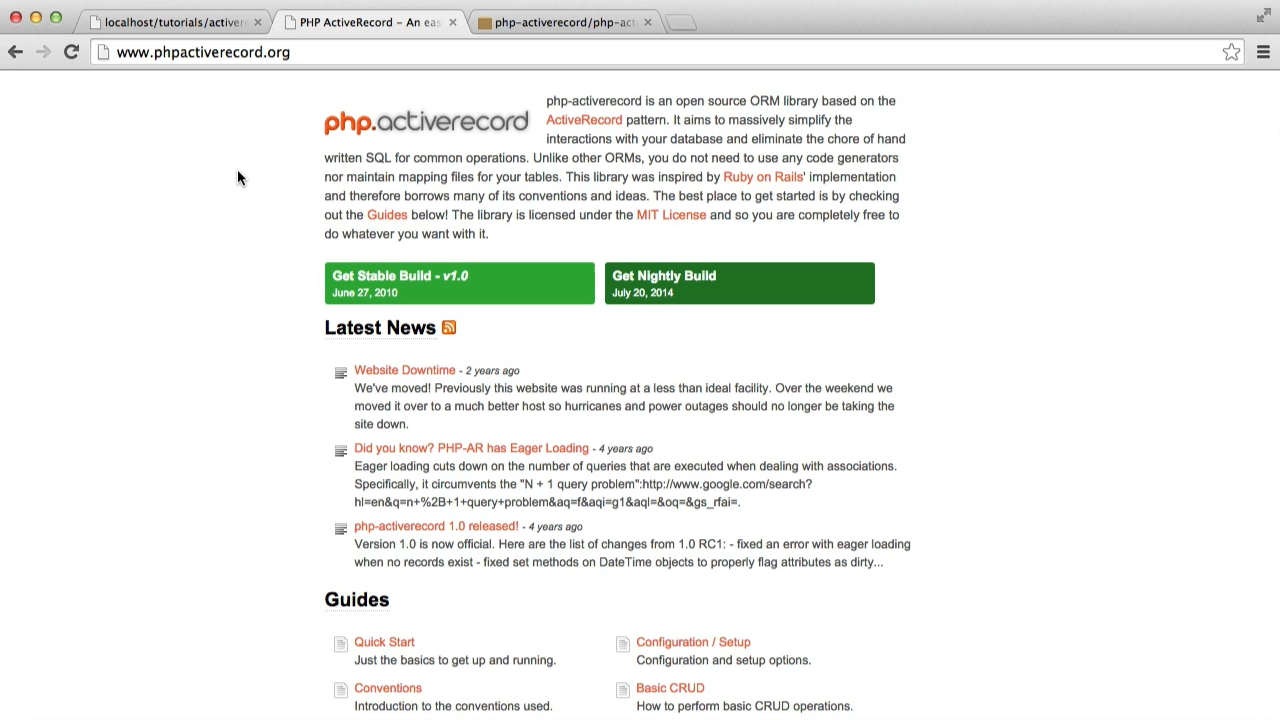 localhost/tutorials/active
PHP ActiveRecord – An eas
php-activerecord/php-act
www.phpactiverecord.org
php.activerecord
php-activerecord is an open source ORM library based on the
ActiveRecord pattern. It aims to massively simplify the
interactions with your database and eliminate the chore of hand
written SQL for common operations. Unlike other ORMs, you do not need to use any code generators
nor maintain mapping files for your tables. This library was inspired by Ruby on Rails' implementation
and therefore borrows many of its conventions and ideas. The best place to get started is by checking
out the Guides below! The library is licensed under the MIT License and so you are completely free to
do whatever you want with it.
Get Stable Build - v1.0
June 27, 2010
Get Nightly Build
July 20, 2014
Latest News
Website Downtime - 2 years ago
We've moved! Previously this website was running at a less than ideal facility. Over the weekend we
moved it over to a much better host so hurricanes and power outages should no longer be taking the
site down.
Did you know? PHP-AR has Eager Loading - 4 years ago
Eager loading cuts down on the number of queries that are executed when dealing with associations.
Specifically, it circumvents the "N + 1 query problem":http://www.google.com/search?
hl=en&q=n+%2B+1+query+problem&aq=f&aqi=g1&aql=&oq=&gs_rfai=.
php-activerecord 1.0 released! - 4 years ago
Version 1.0 is now official. Here are the list of changes from 1.0 RC1: - fixed an error with eager loading
when no records exist - fixed set methods on DateTime objects to properly flag attributes as dirty...
Guides
Quick Start
Just the basics to get up and running.
Configuration / Setup
Configuration and setup options.
Conventions
Introduction to the conventions used.
Basic CRUD
How to perform basic CRUD operations.